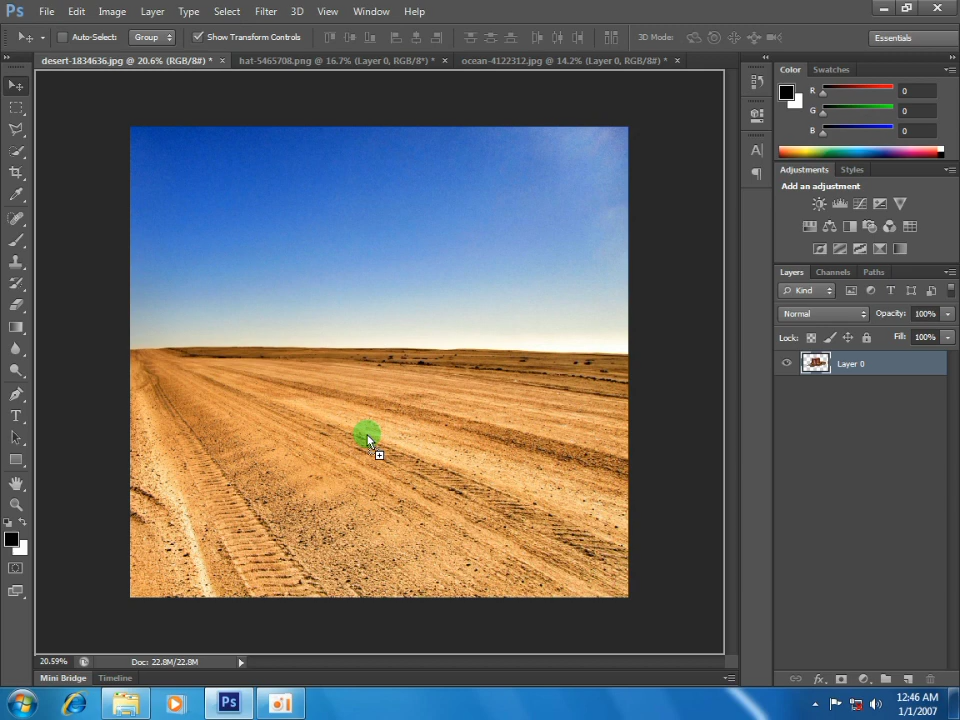 Ps File Edit Image Layer Type Select Filter 3D View Window Help
Auto-Select: Group Show Transform Controls 3D Mode: Essentials
desert-1834636.jpg @ 20.6% (RGB/8#) * × hat-5465708.png @ 16.7% (Layer 0, RGB/8*) * × ocean-4122312.jpg @ 14.2% (Layer 0, RGB/8#) * ×
Color Swatches
R 0
G 0
B 0
Adjustments Styles
Add an adjustment
Layers Channels Paths
Kind
Normal Opacity: 100%
Lock: Fill: 100%
Layer 0
20.59% Doc: 22.8M/22.8M
Mini Bridge Timeline
Ps
12:46 AM
1/1/2007